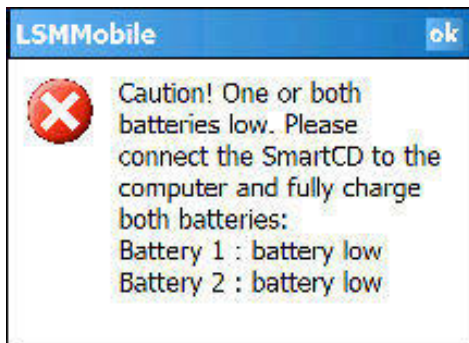 LSMMobile ok
Caution! One or both
batteries low. Please
connect the SmartCD to the
computer and fully charge
both batteries:
Battery 1 : battery low
Battery 2 : battery low